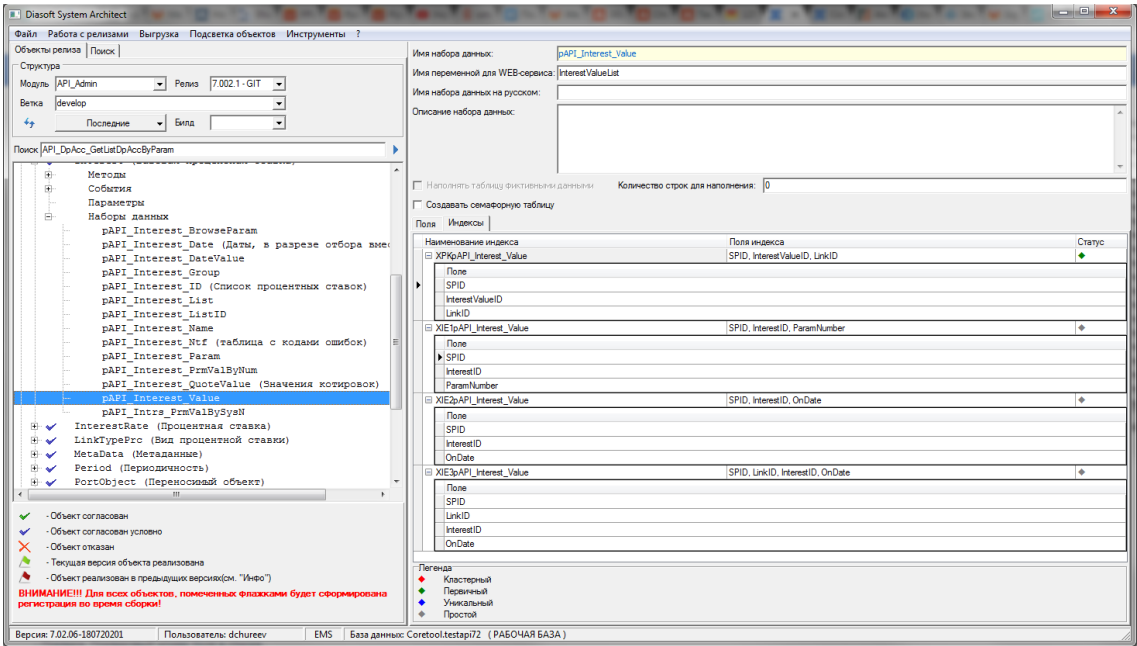 Diasoft System Architect
Файл Работа с релизами Выгрузка Подсветка объектов Инструменты ?
Объекты релиза Поиск
Структура
Модуль API_Admin Релиз 7.002.1 - GIT
Ветка develop
Последние Билд
Поиск API_DpAcc_GetListDpAccByParam
Методы
События
Параметры
Наборы данных
pAPI_Interest_BrowseParam
pAPI_Interest_Date (Даты, в разрезе отбора вмес
pAPI_Interest_DateValue
pAPI_Interest_Group
pAPI_Interest_ID (Список процентных ставок)
pAPI_Interest_List
pAPI_Interest_ListID
pAPI_Interest_Name
pAPI_Interest_Ntf (таблица с кодами ошибок)
pAPI_Interest_Param
pAPI_Interest_PrmValByNum
pAPI_Interest_QuoteValue (Значения котировок)
pAPI_Interest_Value
pAPI_Intrs_PrmValBySysN
InterestRate (Процентная ставка)
LinkTypePrc (Вид процентной ставки)
MetaData (Метаданные)
Period (Периодичность)
PortObject (Переносимый объект)
- Объект согласован
- Объект согласован условно
- Объект отказан
- Текущая версия объекта реализована
- Объект реализован в предыдущих версиях(см. "Инфо")
ВНИМАНИЕ!!! Для всех объектов, помеченных флажками будет сформирована
регистрация во время сборки!
Имя набора данных: pAPI_Interest_Value
Имя переменной для WEB-сервиса: InterestValueList
Имя набора данных на русском:
Описание набора данных:
Наполнять таблицу фиктивными данными Количество строк для наполнения: 0
Создавать семафорную таблицу
Поля Индексы
Наименование индекса Поля индекса Статус
XPKpAPI_Interest_Value SPID, InterestValueID, LinkID
Поле
SPID
InterestValueID
LinkID
XIE1pAPI_Interest_Value SPID, InterestID, ParamNumber
Поле
SPID
InterestID
ParamNumber
XIE2pAPI_Interest_Value SPID, InterestID, OnDate
Поле
SPID
InterestID
OnDate
XIE3pAPI_Interest_Value SPID, LinkID, InterestID, OnDate
Поле
SPID
LinkID
InterestID
OnDate
Легенда
Кластерный
Первичный
Уникальный
Простой
Версия: 7.02.06-180720201 Пользователь: dchureev EMS База данных: Coretool.testapi72 ( РАБОЧАЯ БАЗА )